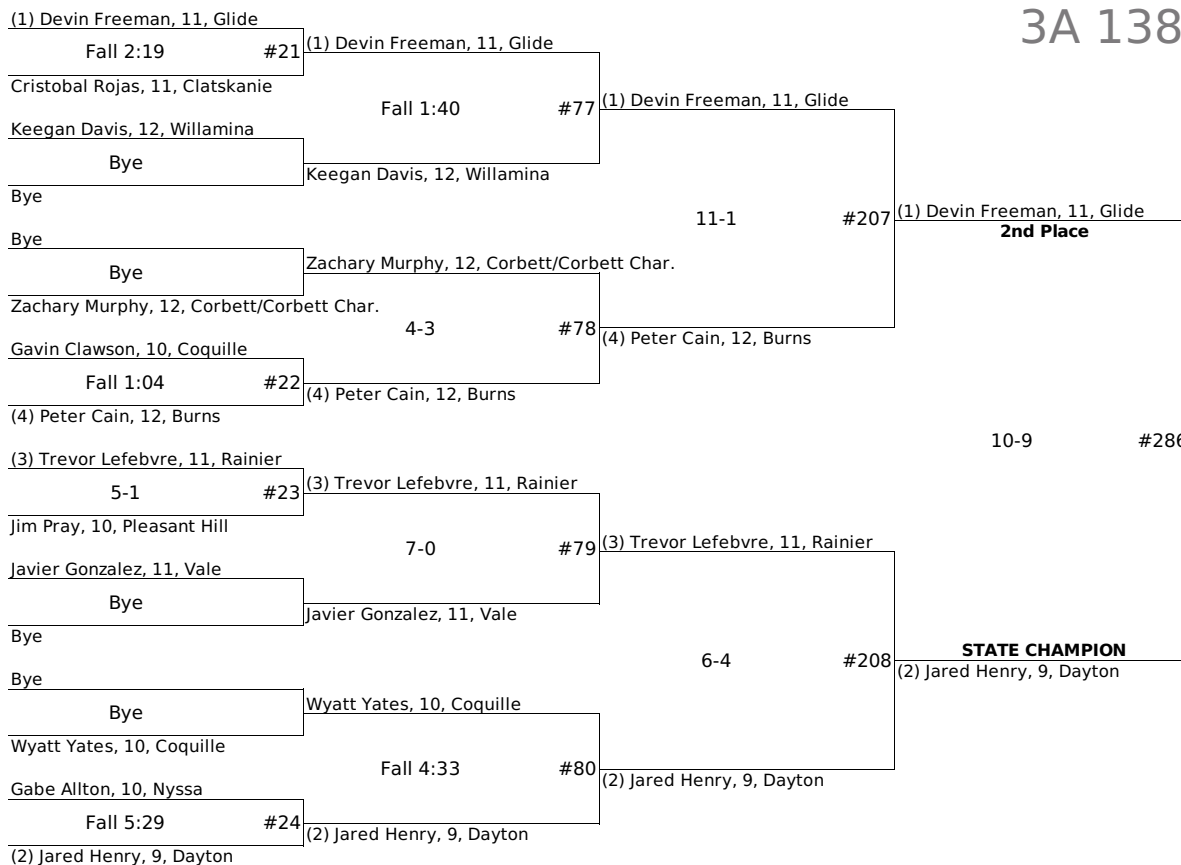 3A 138
(1) Devin Freeman, 11, Glide
Fall 2:19 #21
Cristobal Rojas, 11, Clatskanie
(1) Devin Freeman, 11, Glide
Keegan Davis, 12, Willamina
Bye
Bye
Keegan Davis, 12, Willamina
Fall 1:40 #77
(1) Devin Freeman, 11, Glide
Bye
Bye
Zachary Murphy, 12, Corbett/Corbett Char.
Zachary Murphy, 12, Corbett/Corbett Char.
4-3 #78
Gavin Clawson, 10, Coquille
Fall 1:04 #22
(4) Peter Cain, 12, Burns
(4) Peter Cain, 12, Burns
(4) Peter Cain, 12, Burns
11-1 #207
(1) Devin Freeman, 11, Glide
2nd Place
10-9 #286
(3) Trevor Lefebvre, 11, Rainier
5-1 #23
Jim Pray, 10, Pleasant Hill
(3) Trevor Lefebvre, 11, Rainier
Javier Gonzalez, 11, Vale
Bye
Bye
Javier Gonzalez, 11, Vale
7-0 #79
(3) Trevor Lefebvre, 11, Rainier
Bye
Bye
Wyatt Yates, 10, Coquille
Wyatt Yates, 10, Coquille
Fall 4:33 #80
Gabe Allton, 10, Nyssa
Fall 5:29 #24
(2) Jared Henry, 9, Dayton
(2) Jared Henry, 9, Dayton
(2) Jared Henry, 9, Dayton
6-4 #208
STATE CHAMPION
(2) Jared Henry, 9, Dayton